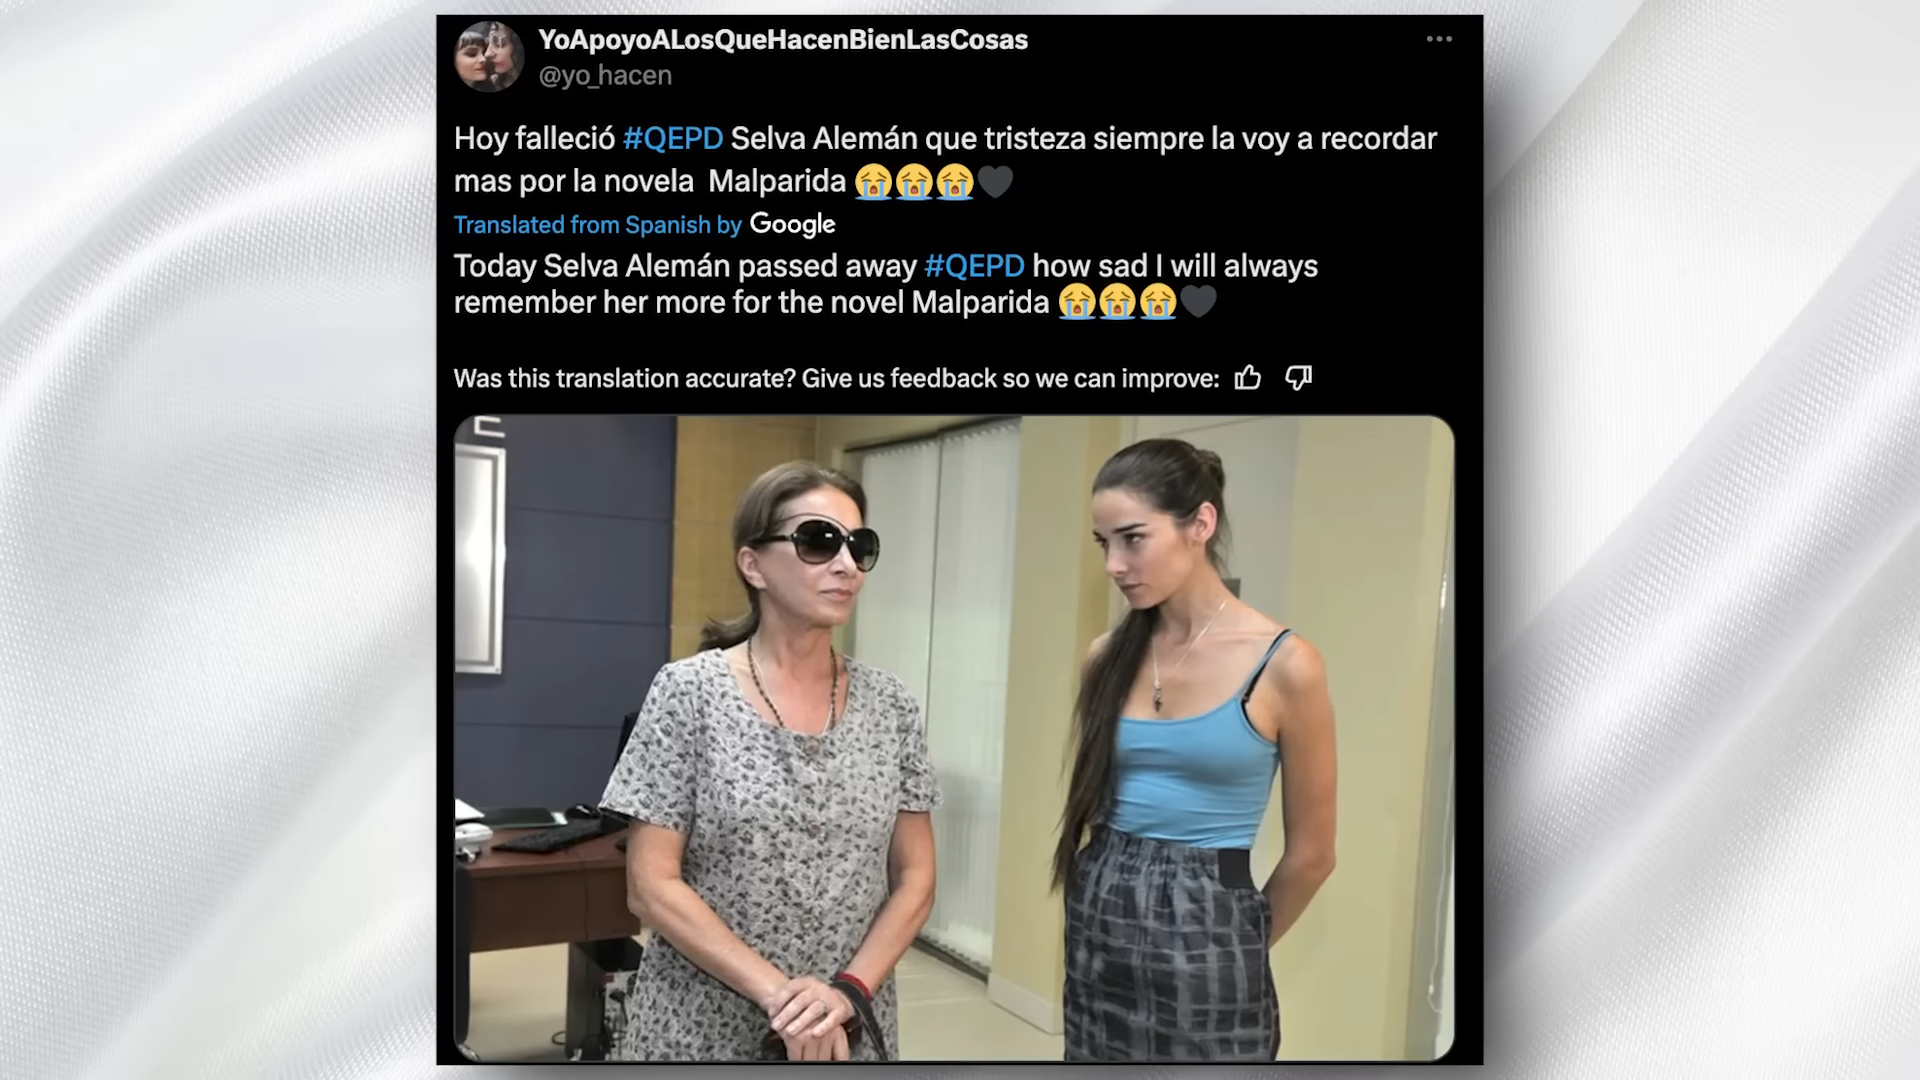 YoApoyoALosQueHacenBienLasCosas
@yo_hacen
Hoy falleció #QEPD Selva Alemán que tristeza siempre la voy a recordar
mas por la novela Malparida 😭😭😭🖤
Translated from Spanish by Google
Today Selva Alemán passed away #QEPD how sad I will always
remember her more for the novel Malparida 😭😭😭🖤
Was this translation accurate? Give us feedback so we can improve: